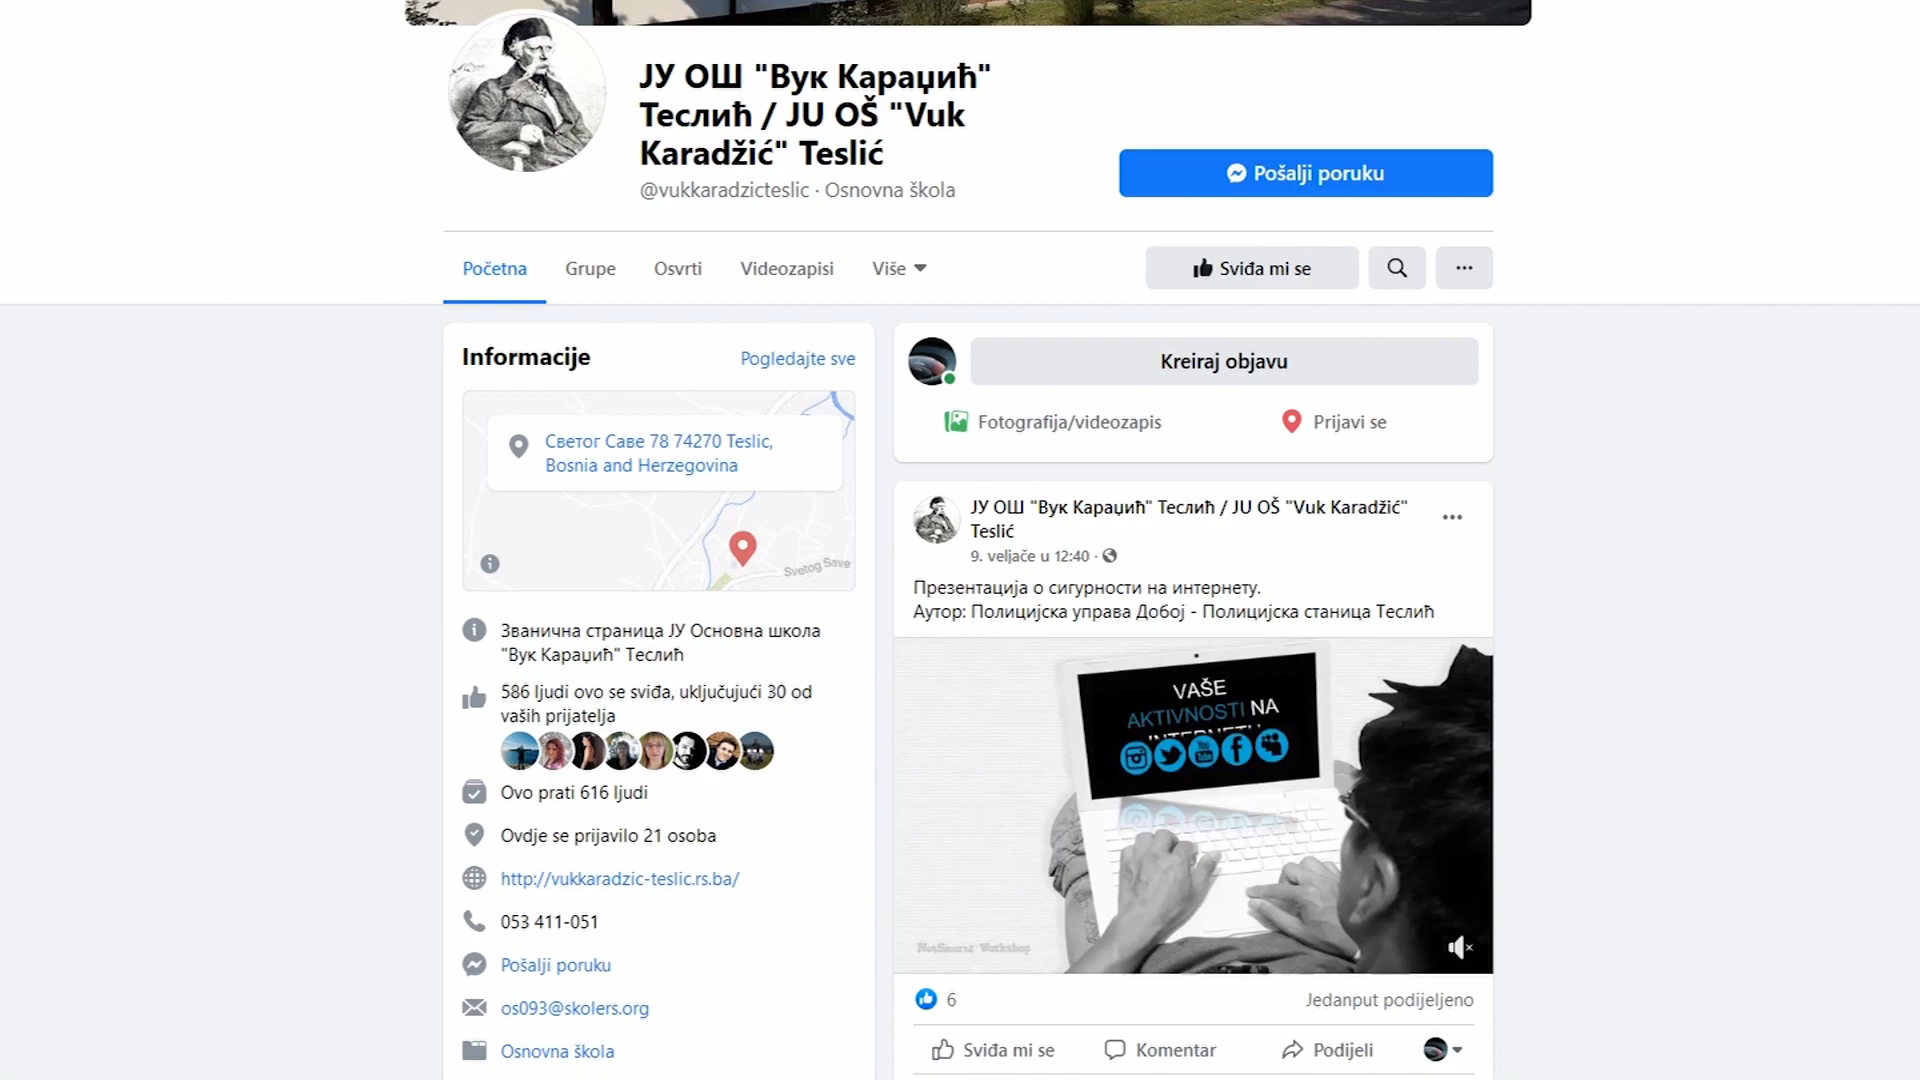 ЈУ ОШ "Вук Караџић"
Теслић / JU OŠ "Vuk
Karadžić" Teslić
@vukkaradzicteslic · Osnovna škola
Pošalji poruku
Početna
Grupe
Osvrti
Videozapisi
Više
Sviđa mi se
Informacije
Pogledajte sve
Светог Саве 78 74270 Teslic,
Bosnia and Herzegovina
Svetog Save
Званична страница ЈУ Основна школа
"Вук Караџић" Теслић
586 ljudi ovo se sviđa, uključujući 30 od
vaših prijatelja
Ovo prati 616 ljudi
Ovdje se prijavilo 21 osoba
http://vukkaradzic-teslic.rs.ba/
053 411-051
Pošalji poruku
os093@skolers.org
Osnovna škola
Kreiraj objavu
Fotografija/videozapis
Prijavi se
ЈУ ОШ "Вук Караџић" Теслић / JU OŠ "Vuk Karadžić"
Teslić
9. veljače u 12:40 ·
Презентација о сигурности на интернету.
Аутор: Полицијска управа Добој - Полицијска станица Теслић
VAŠE
AKTIVNOSTI NA
INTERNETU
You
Tube
NetSmartz Workshop
6
Jedanput podijeljeno
Sviđa mi se
Komentar
Podijeli